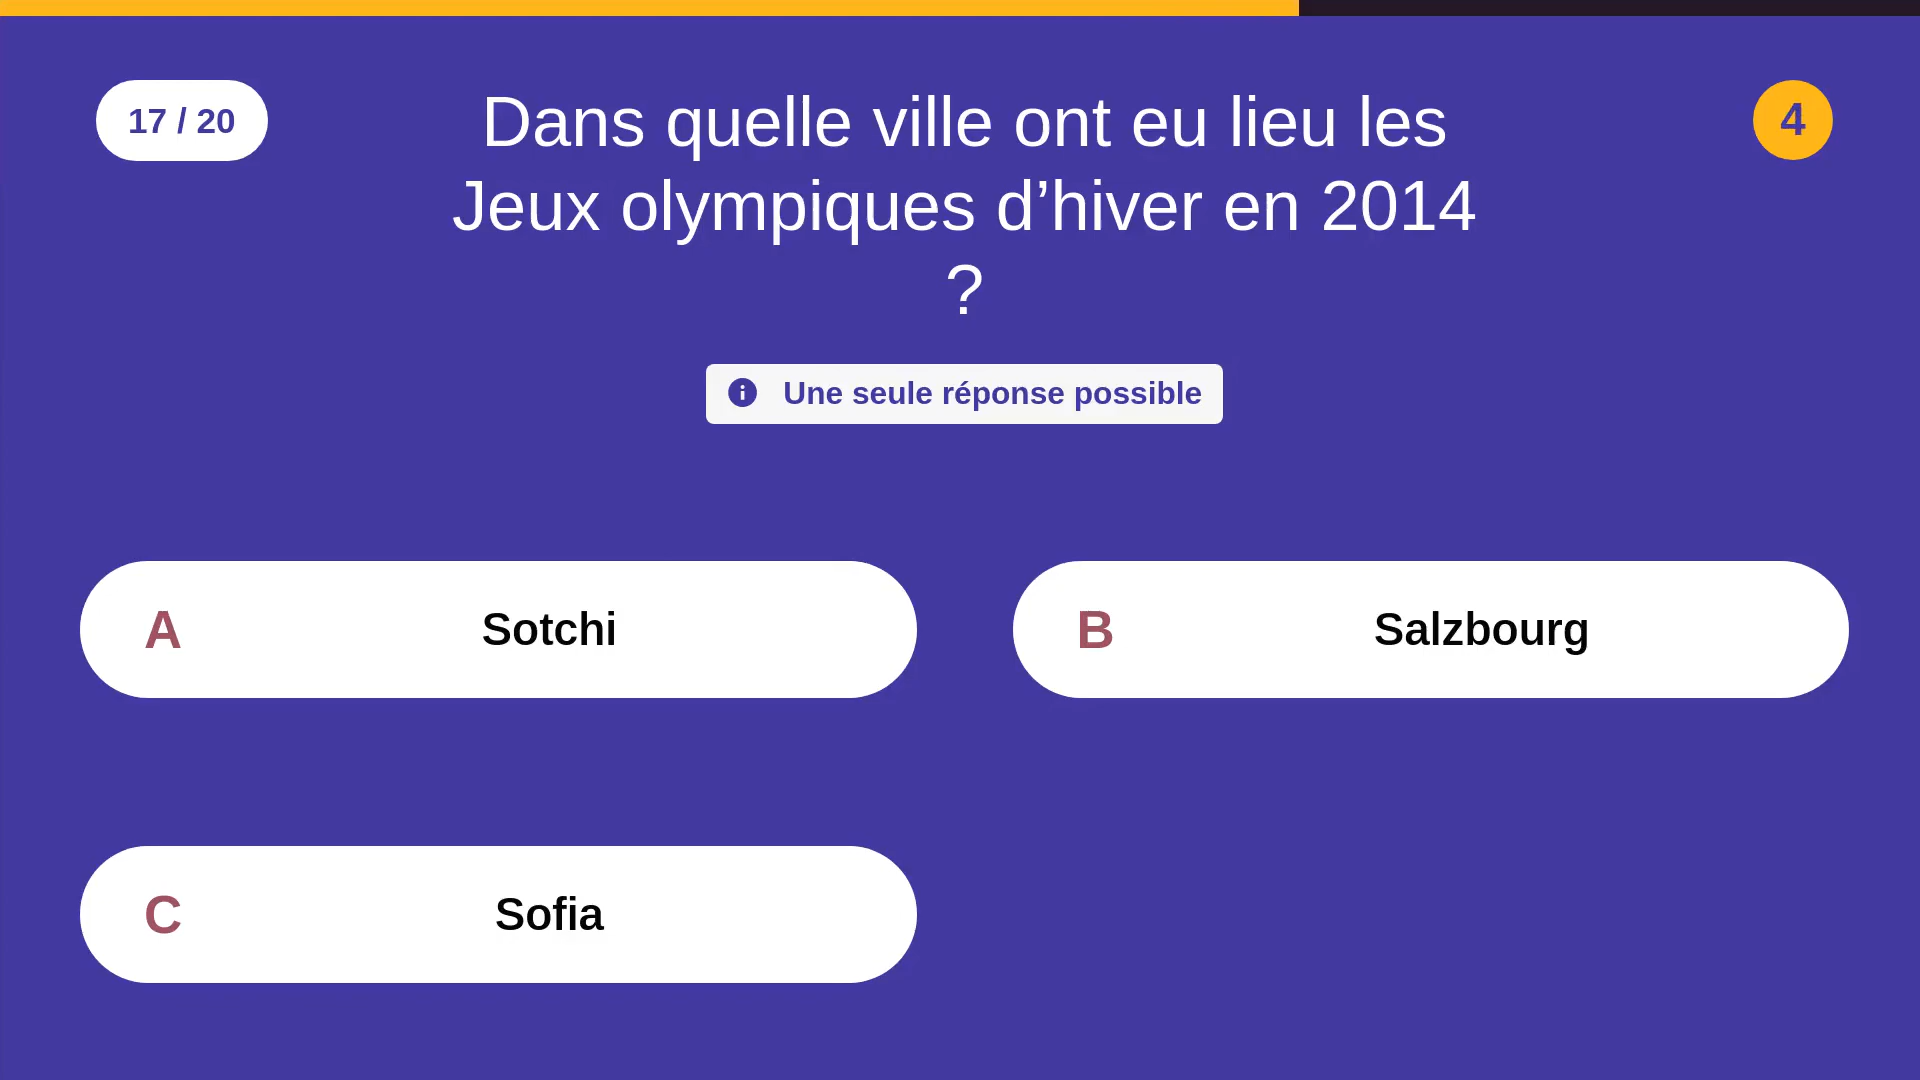 17 / 20
Dans quelle ville ont eu lieu les
Jeux olympiques d’hiver en 2014
?
4
Une seule réponse possible
A Sotchi
B Salzbourg
C Sofia